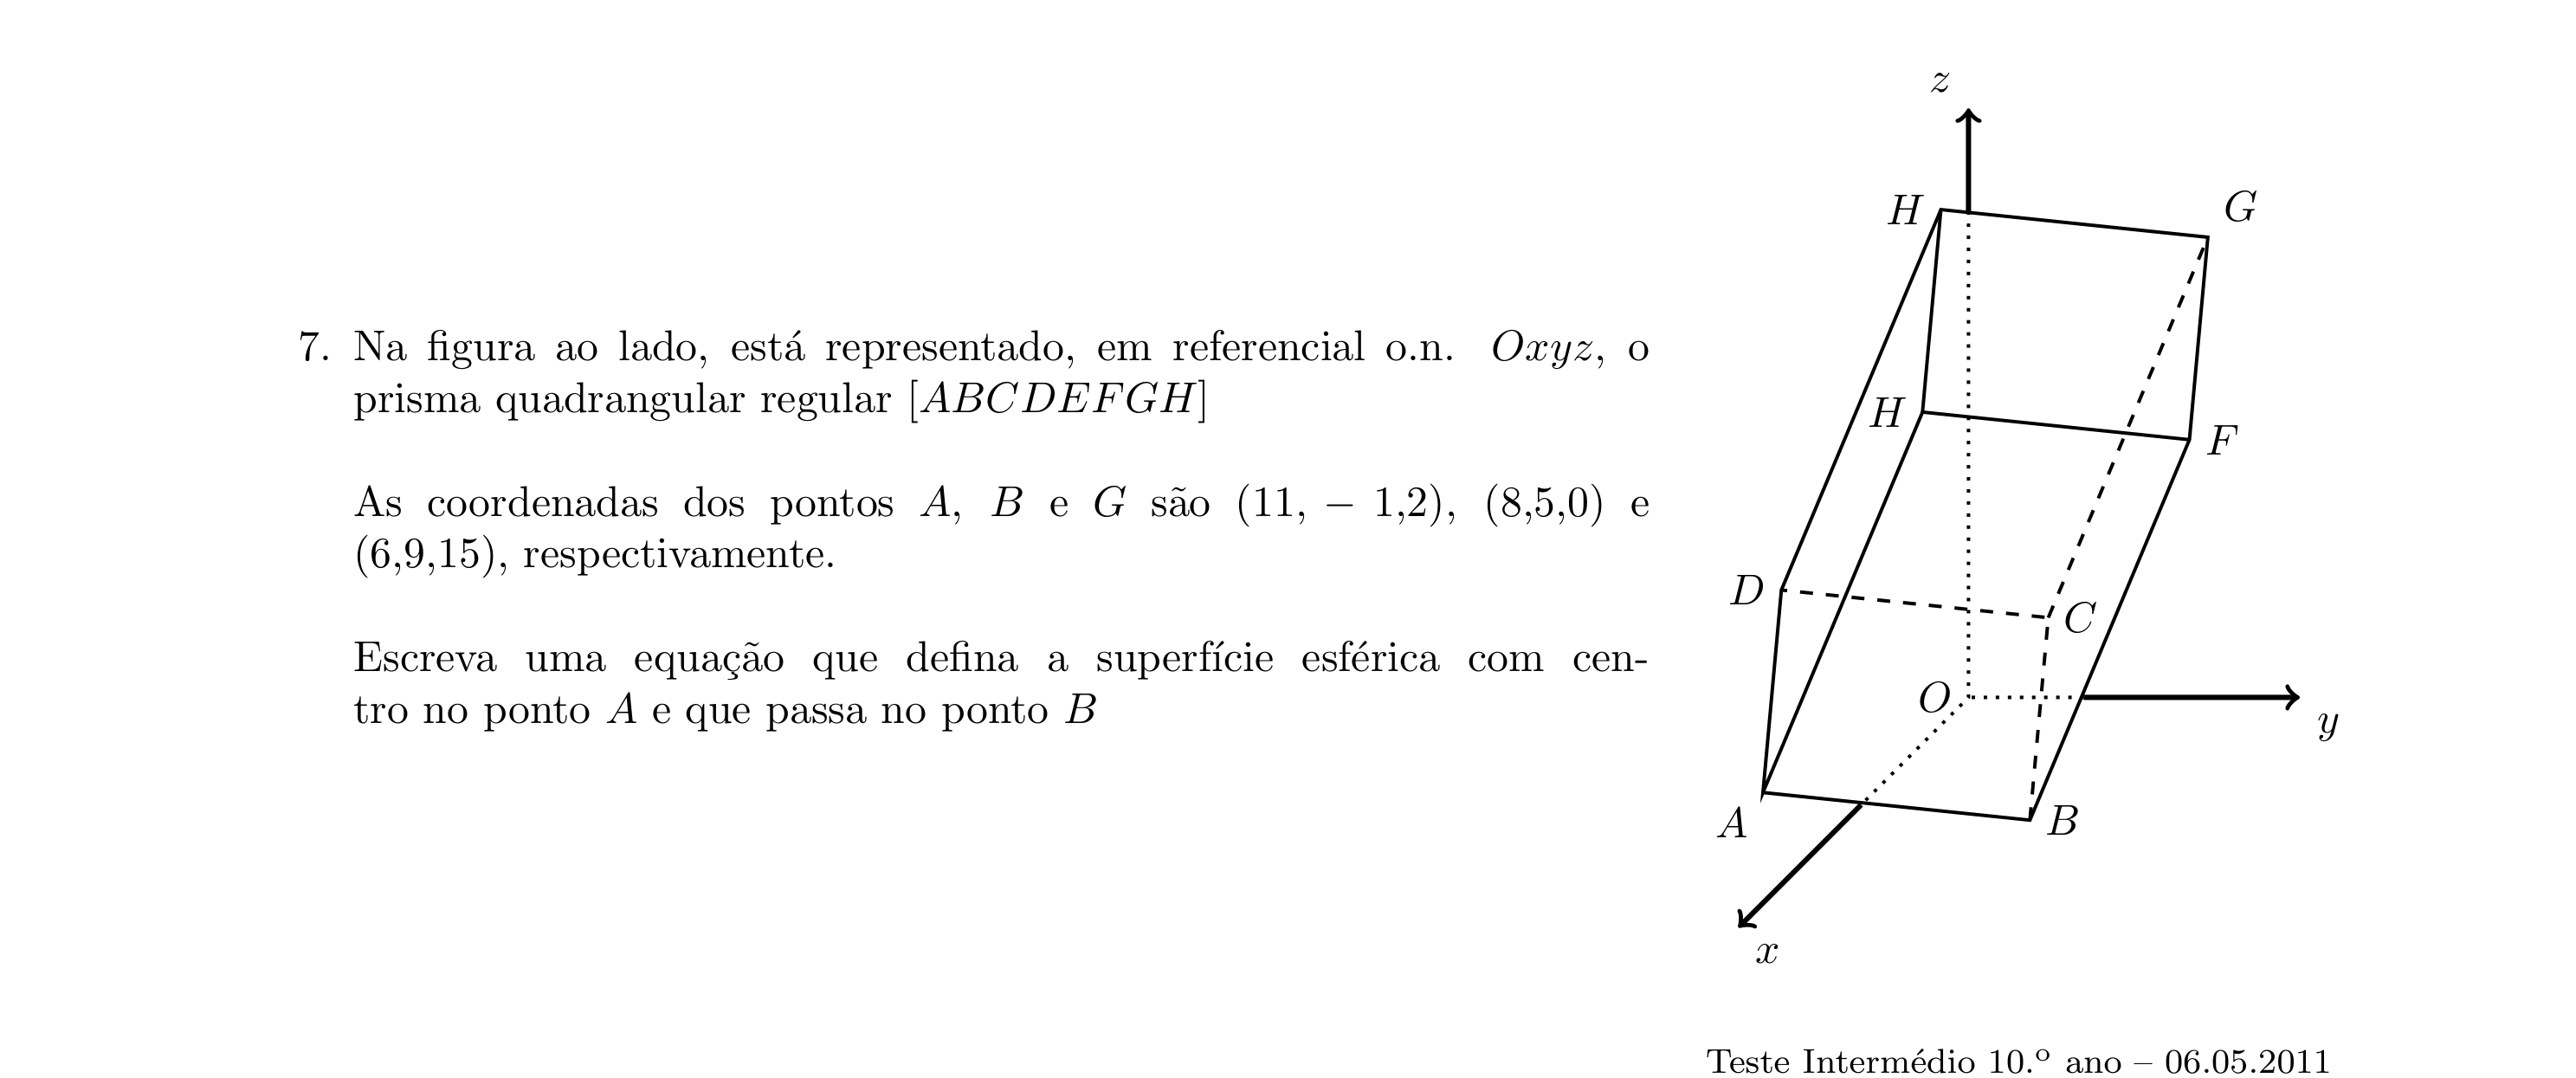 7. Na figura ao lado, está representado, em referencial o.n. Oxyz, o
prisma quadrangular regular [ABCDEFGH]
As coordenadas dos pontos A, B e G são (11, − 1,2), (8,5,0) e
(6,9,15), respectivamente.
Escreva uma equação que defina a superfície esférica com cen-
tro no ponto A e que passa no ponto B
z
H
G
H
F
D
C
O
y
A
B
x
Teste Intermédio 10.º ano – 06.05.2011